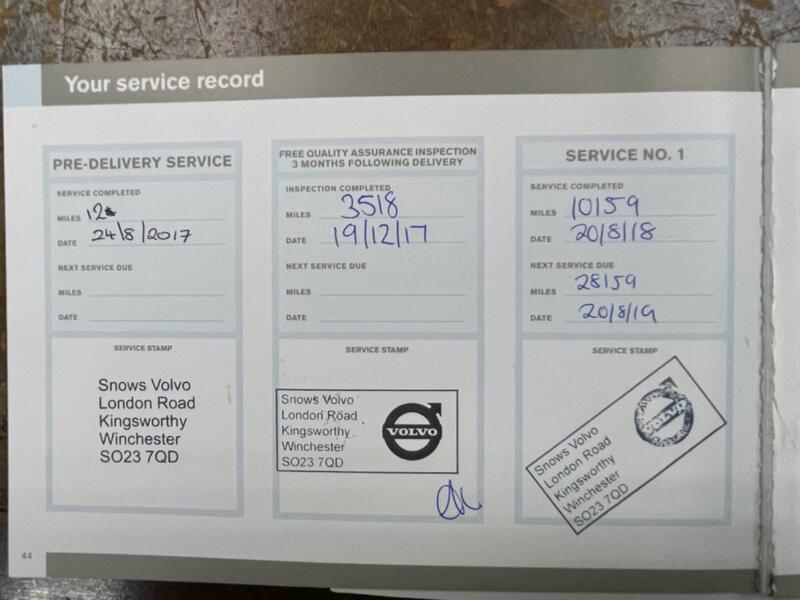 Your service record
PRE-DELIVERY SERVICE
SERVICE COMPLETED
MILES 12
DATE 24/8/2017
NEXT SERVICE DUE
MILES
DATE
SERVICE STAMP
Snows Volvo
London Road
Kingsworthy
Winchester
SO23 7QD
FREE QUALITY ASSURANCE INSPECTION
3 MONTHS FOLLOWING DELIVERY
INSPECTION COMPLETED
MILES 3518
DATE 19/12/17
NEXT SERVICE DUE
MILES
DATE
SERVICE STAMP
Snows Volvo
London Road
Kingsworthy
Winchester
SO23 7QD
VOLVO
SERVICE NO. 1
SERVICE COMPLETED
MILES 10159
DATE 20/8/18
NEXT SERVICE DUE
MILES 28159
DATE 20/8/19
SERVICE STAMP
Snows Volvo
London Road
Kingsworthy
Winchester
SO23 7QD
VOLVO
44